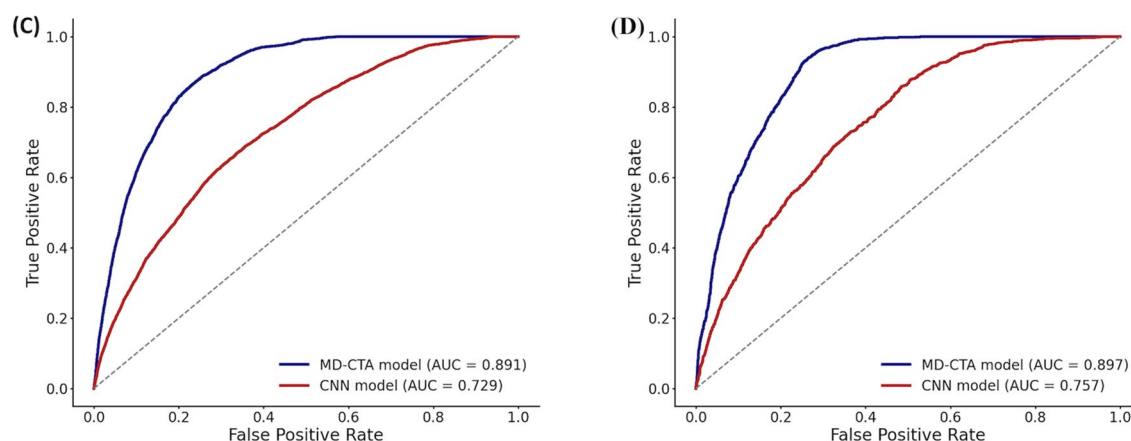 (C)
1.0
0.8
0.6
0.4
0.2
0.0
True Positive Rate
MD-CTA model (AUC = 0.891)
CNN model (AUC = 0.729)
0.0 0.2 0.4 0.6 0.8 1.0
False Positive Rate
(D)
1.0
0.8
0.6
0.4
0.2
0.0
True Positive Rate
MD-CTA model (AUC = 0.897)
CNN model (AUC = 0.757)
0.0 0.2 0.4 0.6 0.8 1.0
False Positive Rate